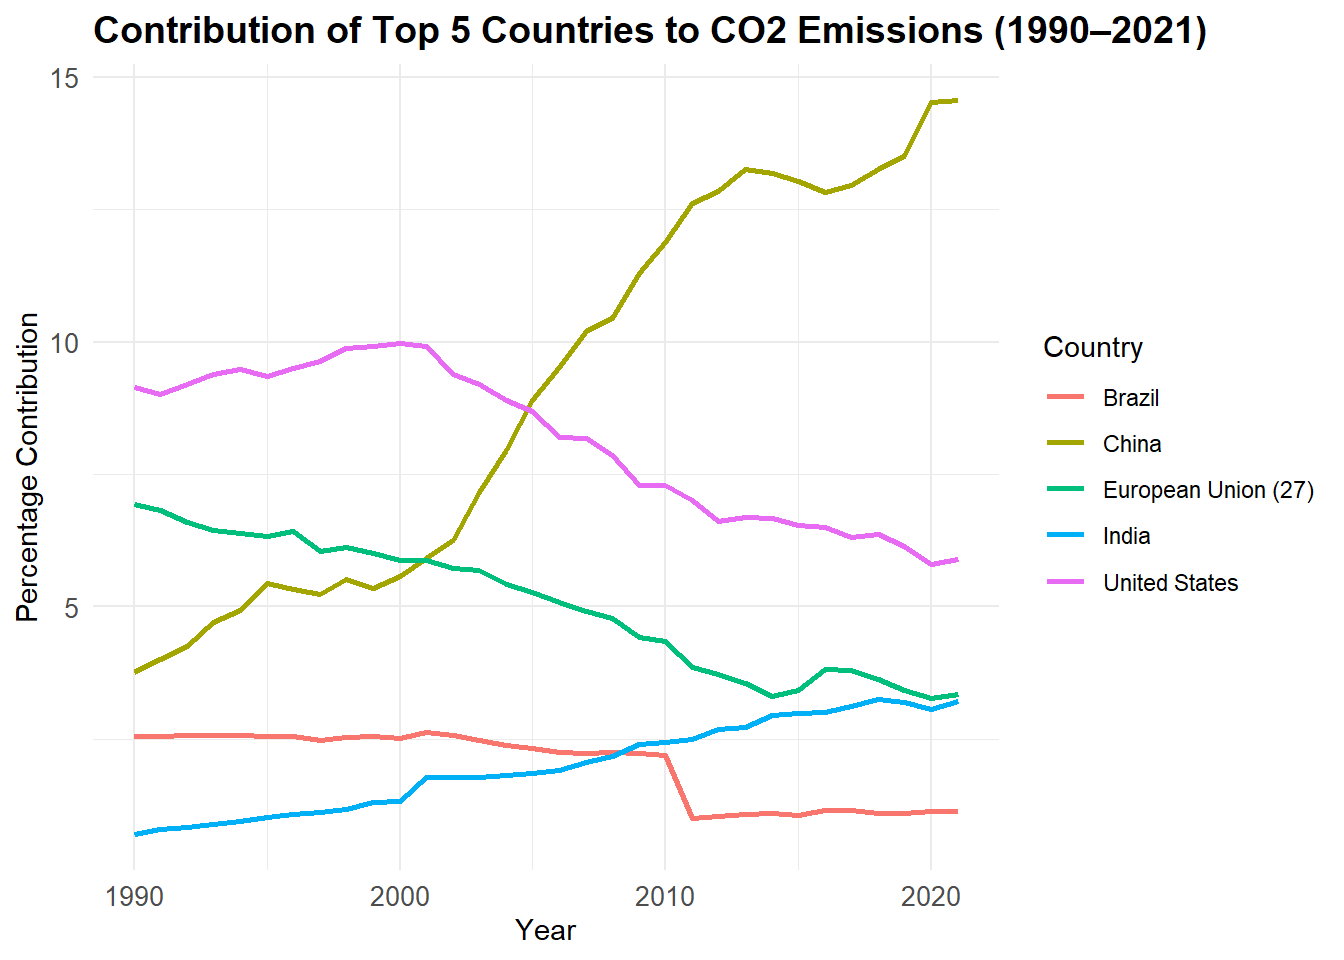 Contribution of Top 5 Countries to CO2 Emissions (1990–2021)
15
10
5
Percentage Contribution
1990 2000 2010 2020
Year
Country
Brazil
China
European Union (27)
India
United States